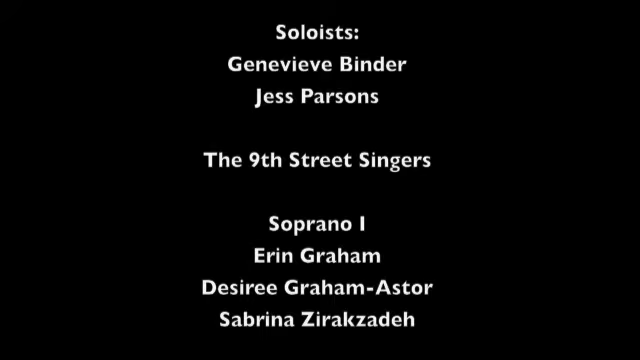 Soloists:
Genevieve Binder
Jess Parsons
The 9th Street Singers
Soprano I
Erin Graham
Desiree Graham-Astor
Sabrina Zirakzadeh